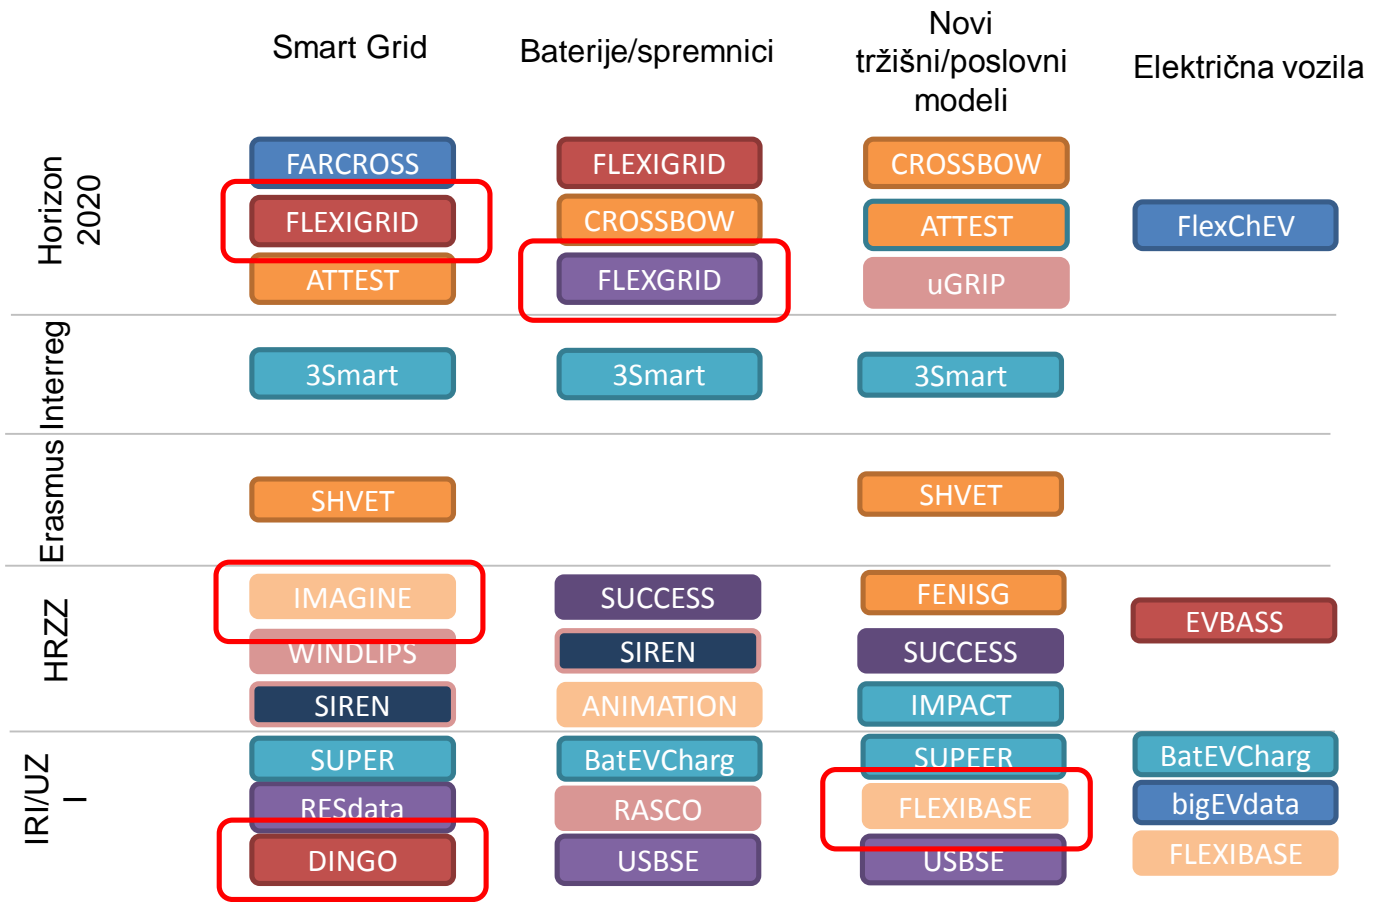 Smart Grid
Baterije/spremnici
Novi
tržišni/poslovni
modeli
Električna vozila
Horizon
2020
FARCROSS
FLEXIGRID
CROSSBOW
FLEXIGRID
CROSSBOW
ATTEST
FlexChEV
ATTEST
FLEXGRID
uGRIP
Interreg
3Smart
3Smart
3Smart
Erasmus
SHVET
SHVET
HRZZ
IMAGINE
SUCCESS
FENISG
EVBASS
WINDLIPS
SIREN
SUCCESS
SIREN
ANIMATION
IMPACT
IRI/UZ
I
SUPER
BatEVCharg
SUPEER
BatEVCharg
RESdata
RASCO
FLEXIBASE
bigEVdata
DINGO
USBSE
USBSE
FLEXIBASE